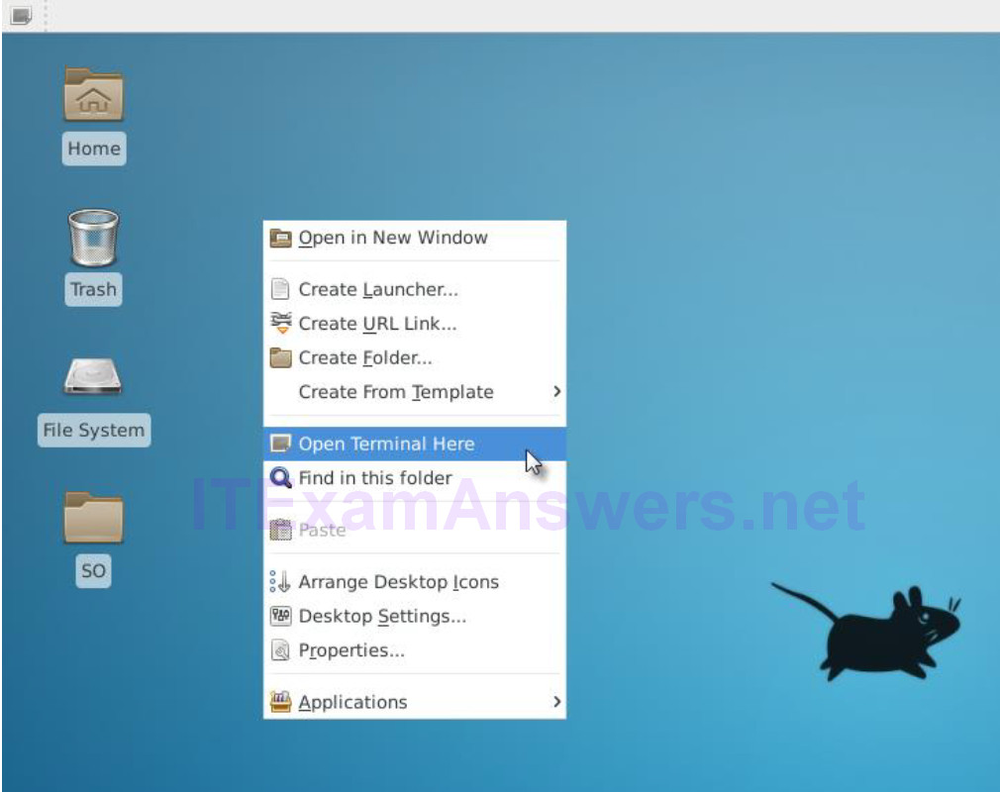 Home
Trash
File System
SO
Open in New Window
Create Launcher...
Create URL Link...
Create Folder...
Create From Template
Open Terminal Here
Find in this folder
ITExamAnswers.net
Paste
Arrange Desktop Icons
Desktop Settings...
Properties...
Applications